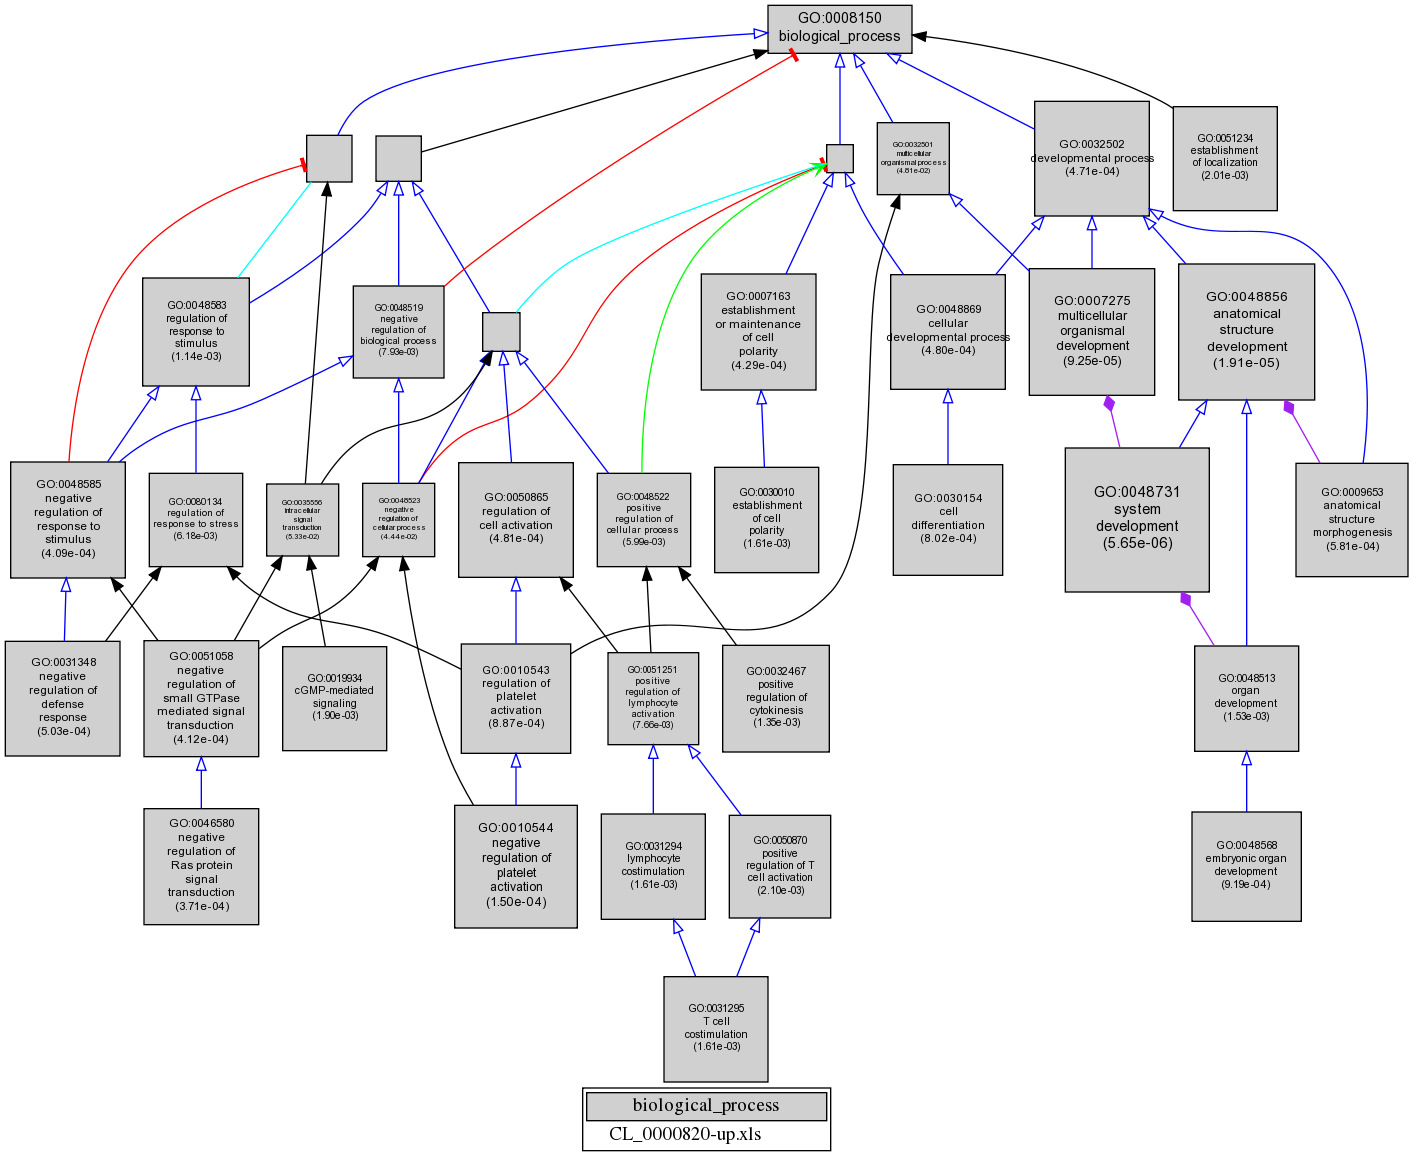 GO:0008150
biological_process
GO:0032501
multicellular
organismal process
(4.81e-02)
GO:0032502
developmental process
(4.71e-04)
GO:0051234
establishment
of localization
(2.01e-03)
GO:0048583
regulation of
response to
stimulus
(1.14e-03)
GO:0048519
negative
regulation of
biological process
(7.93e-03)
GO:0007163
establishment
or maintenance
of cell
polarity
(4.29e-04)
GO:0048869
cellular
developmental process
(4.80e-04)
GO:0007275
multicellular
organismal
development
(9.25e-05)
GO:0048856
anatomical
structure
development
(1.91e-05)
GO:0048585
negative
regulation of
response to
stimulus
(4.09e-04)
GO:0080134
regulation of
response to stress
(6.18e-03)
GO:0035556
intracellular
signal
transduction
(5.33e-02)
GO:0048523
negative
regulation of
cellular process
(4.44e-02)
GO:0050865
regulation of
cell activation
(4.81e-04)
GO:0048522
positive
regulation of
cellular process
(5.99e-03)
GO:0030010
establishment
of cell
polarity
(1.61e-03)
GO:0030154
cell
differentiation
(8.02e-04)
GO:0048731
system
development
(5.65e-06)
GO:0009653
anatomical
structure
morphogenesis
(5.81e-04)
GO:0031348
negative
regulation of
defense
response
(5.03e-04)
GO:0051058
negative
regulation of
small GTPase
mediated signal
transduction
(4.12e-04)
GO:0019934
cGMP-mediated
signaling
(1.90e-03)
GO:0010543
regulation of
platelet
activation
(8.87e-04)
GO:0051251
positive
regulation of
lymphocyte
activation
(7.66e-03)
GO:0032467
positive
regulation of
cytokinesis
(1.35e-03)
GO:0048513
organ
development
(1.53e-03)
GO:0046580
negative
regulation of
Ras protein
signal
transduction
(3.71e-04)
GO:0010544
negative
regulation of
platelet
activation
(1.50e-04)
GO:0031294
lymphocyte
costimulation
(1.61e-03)
GO:0050870
positive
regulation of T
cell activation
(2.10e-03)
GO:0048568
embryonic organ
development
(9.19e-04)
GO:0031295
T cell
costimulation
(1.61e-03)
biological_process
CL_0000820-up.xls